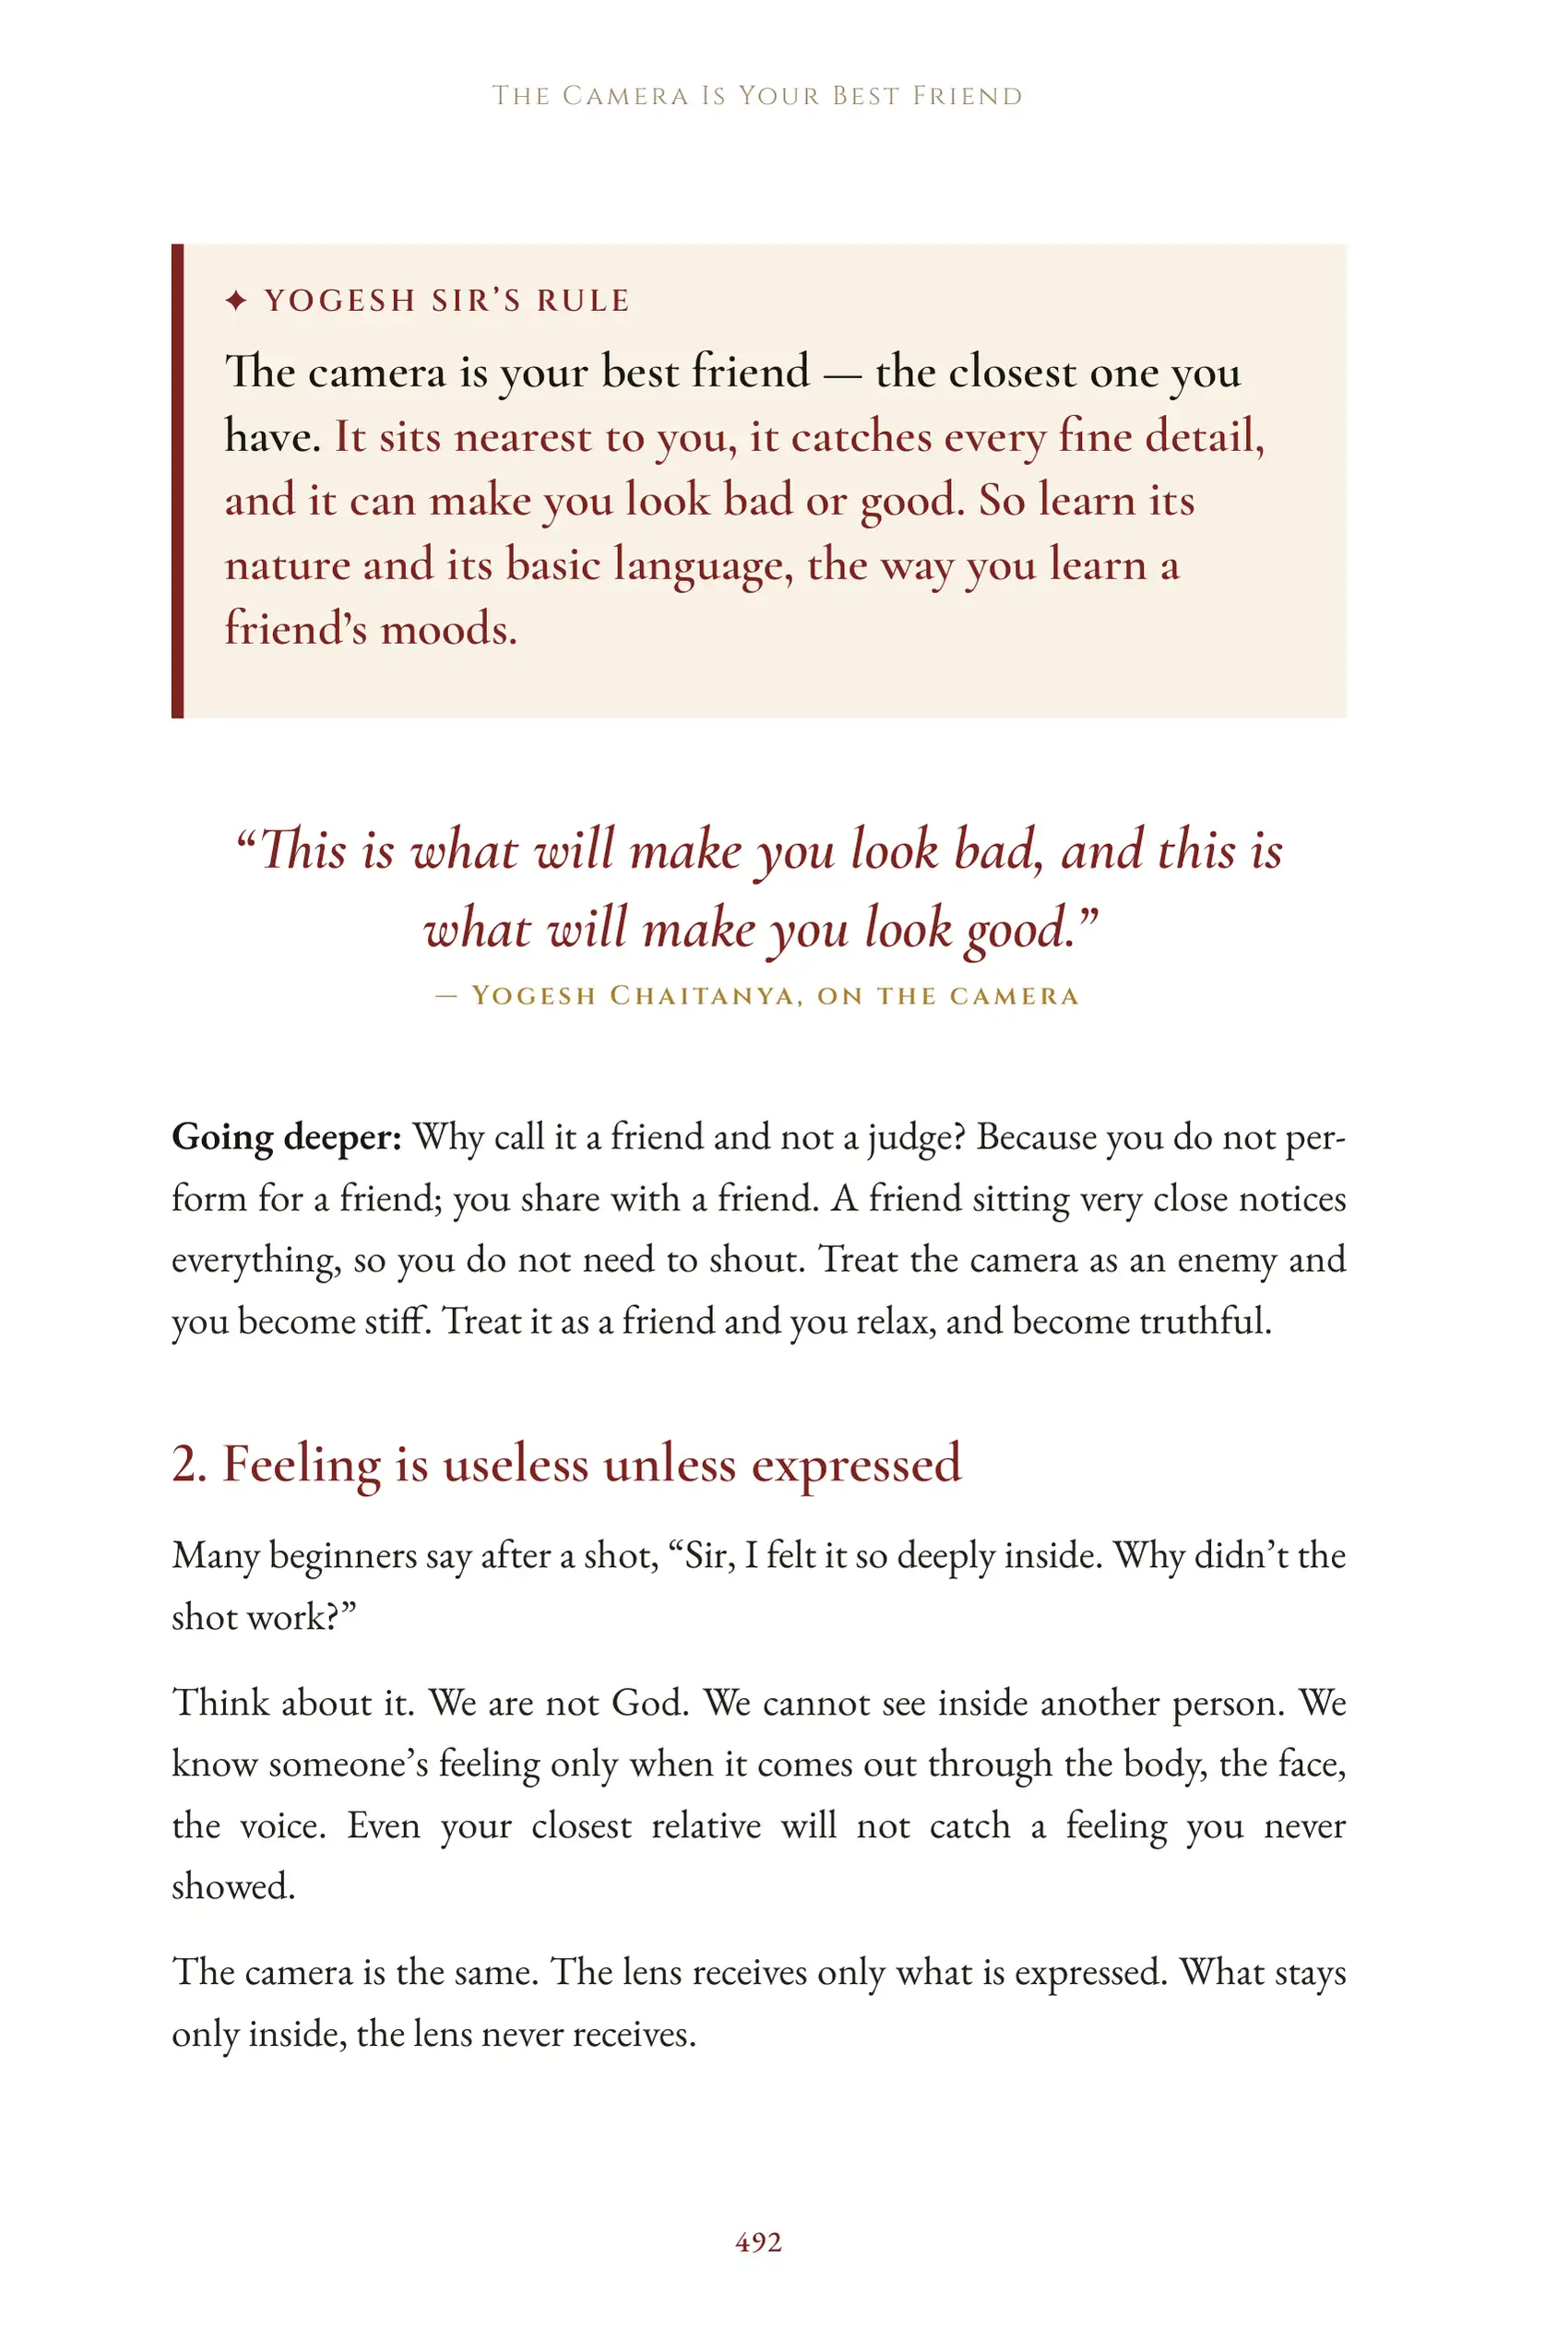 The Camera Is Your Best Friend
✦ YOGESH SIR’S RULE
The camera is your best friend — the closest one you
have. It sits nearest to you, it catches every fine detail,
and it can make you look bad or good. So learn its
nature and its basic language, the way you learn a
friend’s moods.
“This is what will make you look bad, and this is
what will make you look good.”
— Yogesh Chaitanya, on the camera
Going deeper: Why call it a friend and not a judge? Because you do not per-
form for a friend; you share with a friend. A friend sitting very close notices
everything, so you do not need to shout. Treat the camera as an enemy and
you become stiff. Treat it as a friend and you relax, and become truthful.
2. Feeling is useless unless expressed
Many beginners say after a shot, “Sir, I felt it so deeply inside. Why didn’t the
shot work?”
Think about it. We are not God. We cannot see inside another person. We
know someone’s feeling only when it comes out through the body, the face,
the voice. Even your closest relative will not catch a feeling you never
showed.
The camera is the same. The lens receives only what is expressed. What stays
only inside, the lens never receives.
492